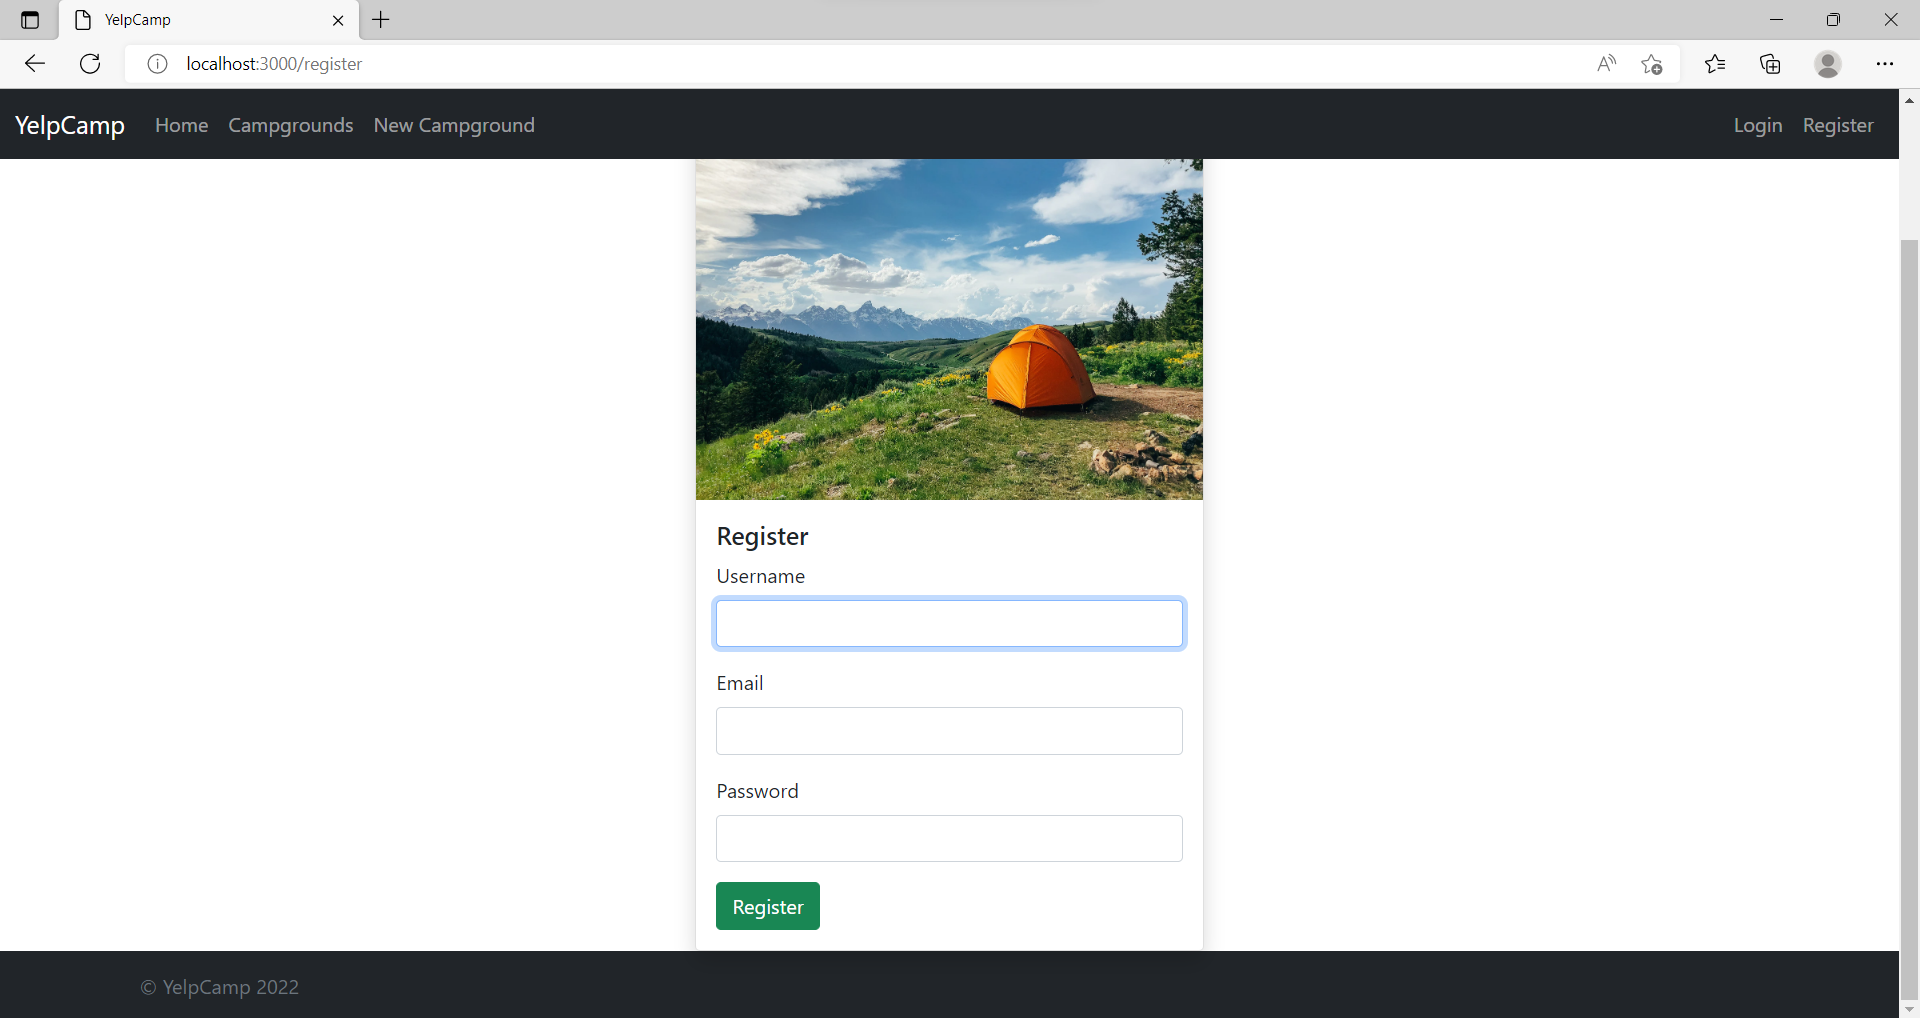 YelpCamp
localhost:3000/register
YelpCamp Home Campgrounds New Campground Login Register
Register
Username
Email
Password
Register
© YelpCamp 2022